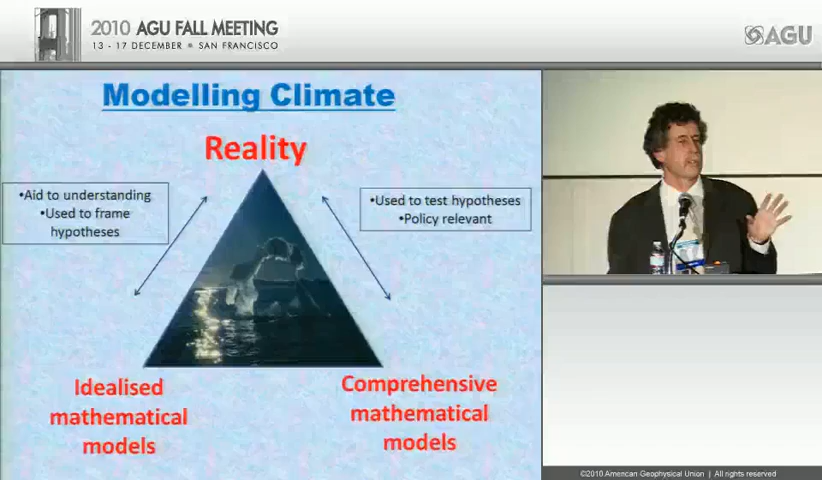 2010 AGU FALL MEETING
13 - 17 DECEMBER • SAN FRANCISCO
AGU
Modelling Climate
Reality
•Aid to understanding
•Used to frame
hypotheses
•Used to test hypotheses
•Policy relevant
Idealised
mathematical
models
Comprehensive
mathematical
models
©2010 American Geophysical Union | All rights reserved